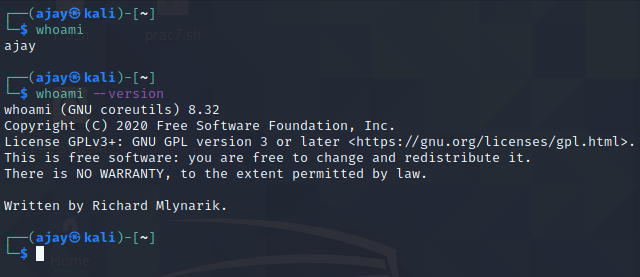 ┌──(ajay㉿kali)-[~]
└─$ whoami
ajay
prac7.sh
┌──(ajay㉿kali)-[~]
└─$ whoami --version
whoami (GNU coreutils) 8.32
Copyright (C) 2020 Free Software Foundation, Inc.
License GPLv3+: GNU GPL version 3 or later <https://gnu.org/licenses/gpl.html>.
This is free software: you are free to change and redistribute it.
There is NO WARRANTY, to the extent permitted by law.
Written by Richard Mlynarik.
┌──(ajay㉿kali)-[~]
└─$
Home